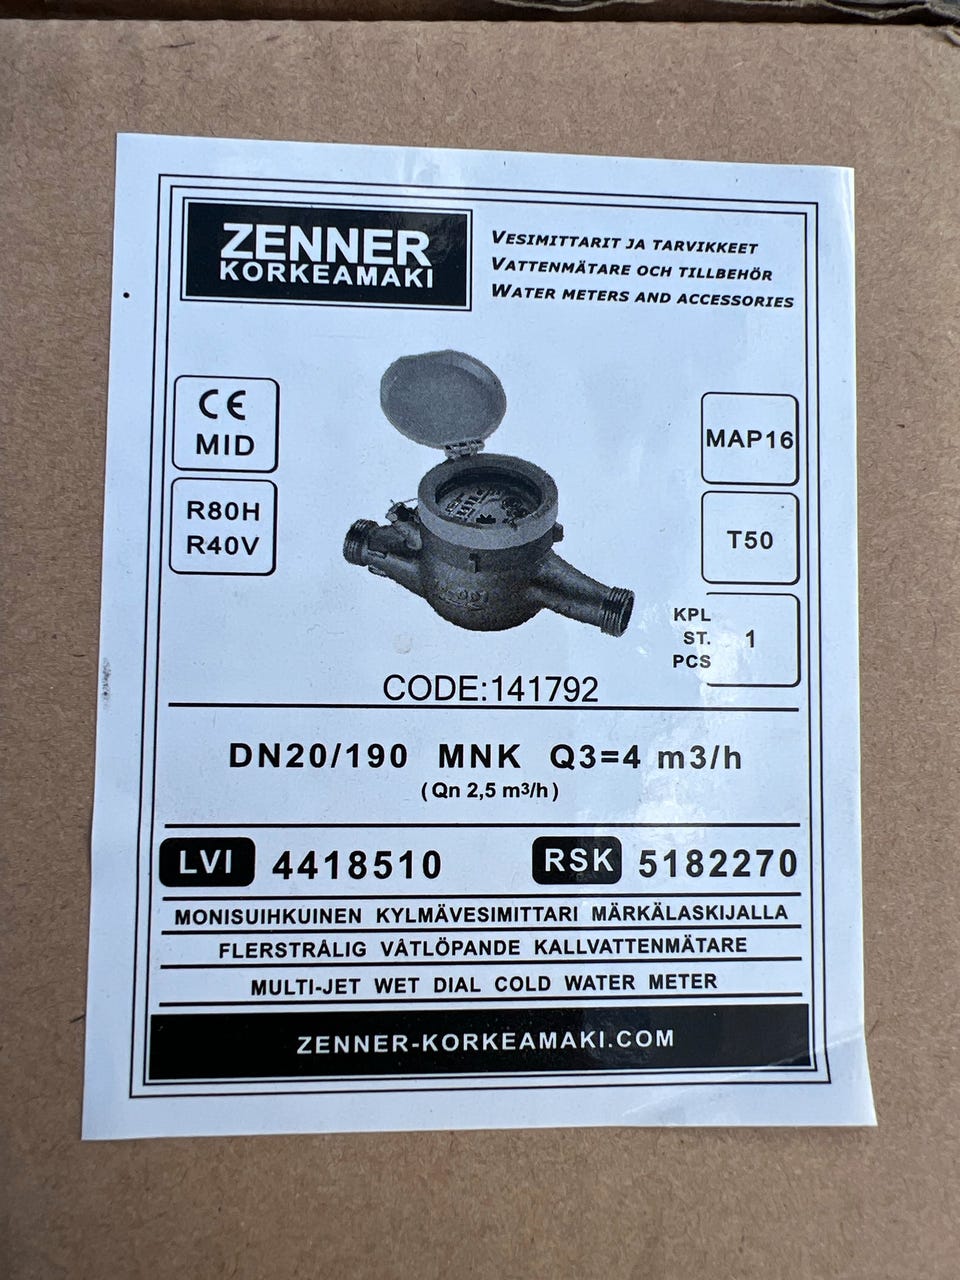 ZENNER
KORKEAMAKI
VESIMITTARIT JA TARVIKKEET
VATTENMÄTARE OCH TILLBEHÖR
WATER METERS AND ACCESSORIES
CE
MID
R80H
R40V
MAP16
T50
KPL
ST. 1
PCS
CODE:141792
DN20/190 MNK Q3=4 m3/h
(Qn 2,5 m3/h)
LVI 4418510 RSK 5182270
MONISUIHKUINEN KYLMÄVESIMITTARI MÄRKÄLASKIJALLA
FLERSTRÅLIG VÅTLÖPANDE KALLVATTENMÄTARE
MULTI-JET WET DIAL COLD WATER METER
ZENNER-KORKEAMAKI.COM